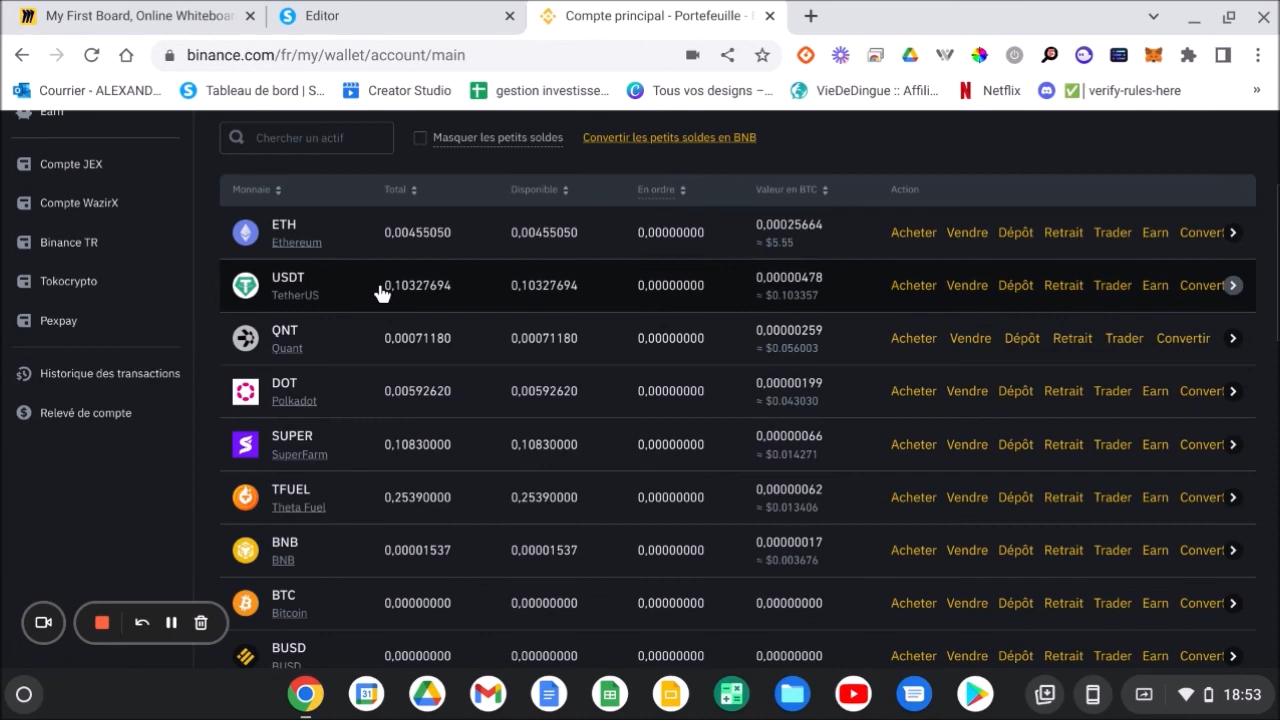 My First Board, Online Whiteboar
Editor
Compte principal - Portefeuille -
binance.com/fr/my/wallet/account/main
Courrier - ALEXAND...
Tableau de bord | S...
Creator Studio
gestion investisse...
Tous vos designs –...
VieDeDingue :: Affili...
Netflix
| verify-rules-here
»
Earn
Compte JEX
Compte WazirX
Binance TR
Tokocrypto
Pexpay
Historique des transactions
Relevé de compte
Chercher un actif
Masquer les petits soldes
Convertir les petits soldes en BNB
Monnaie Total Disponible En ordre Valeur en BTC Action
ETH 0,00025664
0,00455050 0,00455050 0,00000000 Acheter Vendre Dépôt Retrait Trader Earn Convert
Ethereum ≈ $5.55
USDT 0,00000478
0,10327694 0,10327694 0,00000000 Acheter Vendre Dépôt Retrait Trader Earn Convert
TetherUS ≈ $0.103357
QNT 0,00000259
0,00071180 0,00071180 0,00000000 Acheter Vendre Dépôt Retrait Trader Convertir
Quant ≈ $0.056003
DOT 0,00000199
0,00592620 0,00592620 0,00000000 Acheter Vendre Dépôt Retrait Trader Earn Convert
Polkadot ≈ $0.043030
SUPER 0,00000066
0,10830000 0,10830000 0,00000000 Acheter Vendre Dépôt Retrait Trader Earn Convert
SuperFarm ≈ $0.014271
TFUEL 0,00000062
0,25390000 0,25390000 0,00000000 Acheter Vendre Dépôt Retrait Trader Earn Convert
Theta Fuel ≈ $0.013406
BNB 0,00000017
0,00001537 0,00001537 0,00000000 Acheter Vendre Dépôt Retrait Trader Earn Convert
BNB ≈ $0.003676
BTC
0,00000000 0,00000000 0,00000000 0,00000000 Acheter Vendre Dépôt Retrait Trader Earn Convert
Bitcoin
BUSD
0,00000000 0,00000000 0,00000000 0,00000000 Acheter Vendre Dépôt Retrait Trader Earn Convert
BUSD
31
18:53